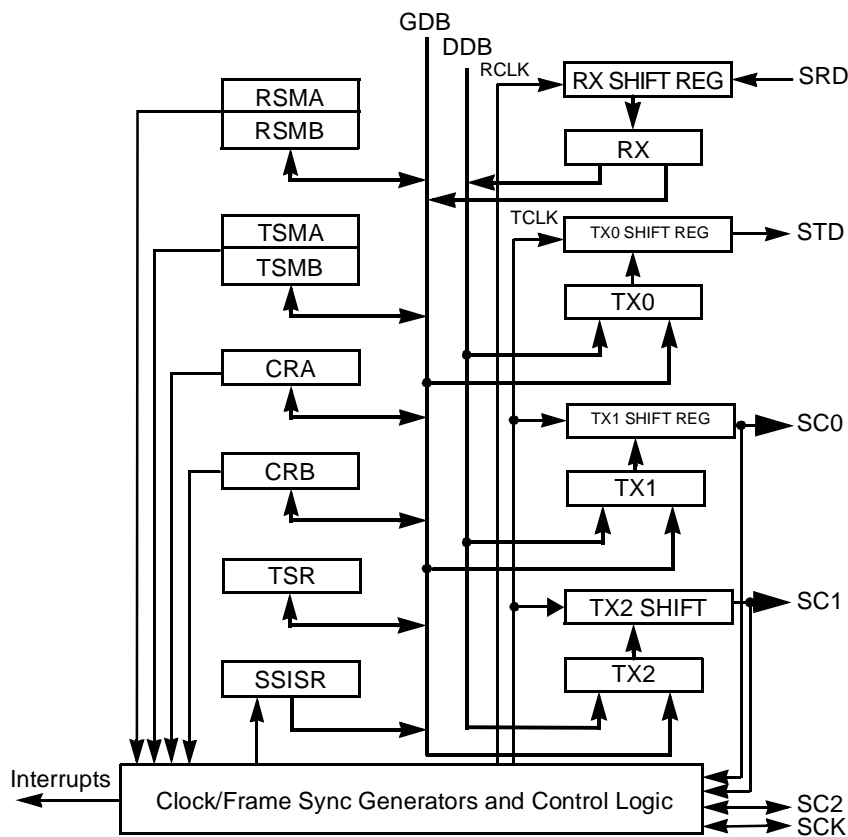 GDB
DDB
RCLK
RX SHIFT REG
SRD
RSMA
RSMB
RX
TCLK
TSMA
TSMB
TX0 SHIFT REG
STD
TX0
CRA
TX1 SHIFT REG
SC0
CRB
TX1
TSR
TX2 SHIFT
SC1
SSISR
TX2
Interrupts
Clock/Frame Sync Generators and Control Logic
SC2
SCK